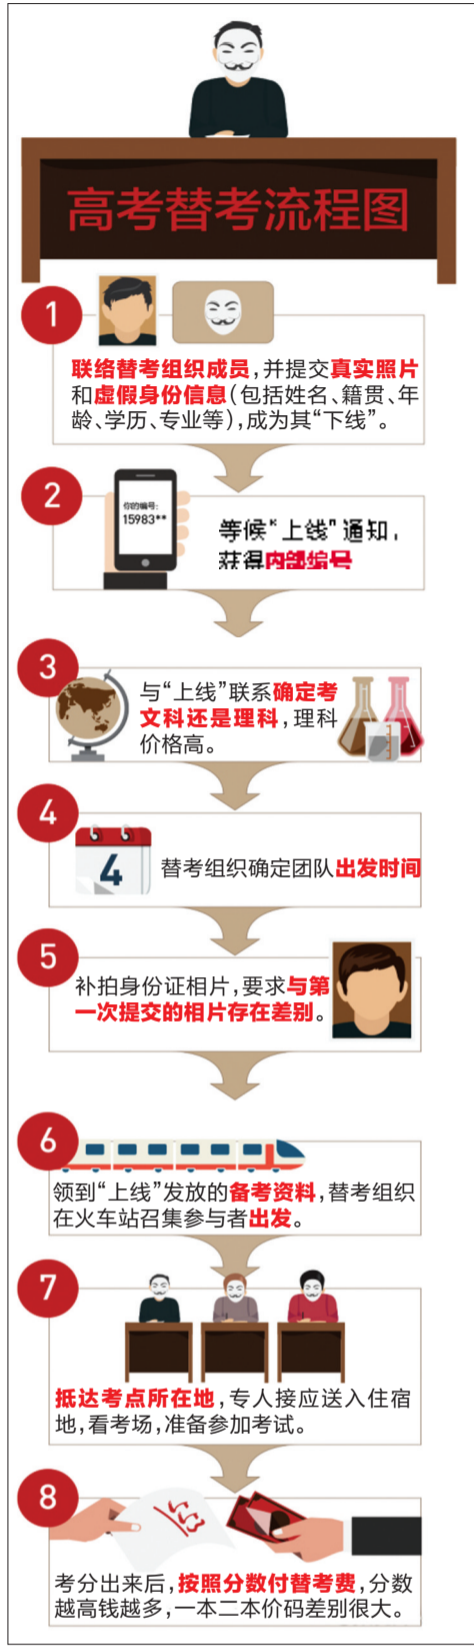 高考替考流程图
1
联络替考组织成员,并提交真实照片
和虚假身份信息(包括姓名、籍贯、年
龄、学历、专业等),成为其“下线”。
2
你的编号:
15983**
等候“上线”通知,
获得内部编号
3
与“上线”联系确定考
文科还是理科,理科
价格高。
4
4
替考组织确定团队出发时间
5
补拍身份证相片,要求与第
一次提交的相片存在差别。
6
领到“上线”发放的备考资料,替考组织
在火车站召集参与者出发。
7
抵达考点所在地,专人接应送入住宿
地,看考场,准备参加考试。
8
考分出来后,按照分数付替考费,分数
越高钱越多,一本二本价码差别很大。